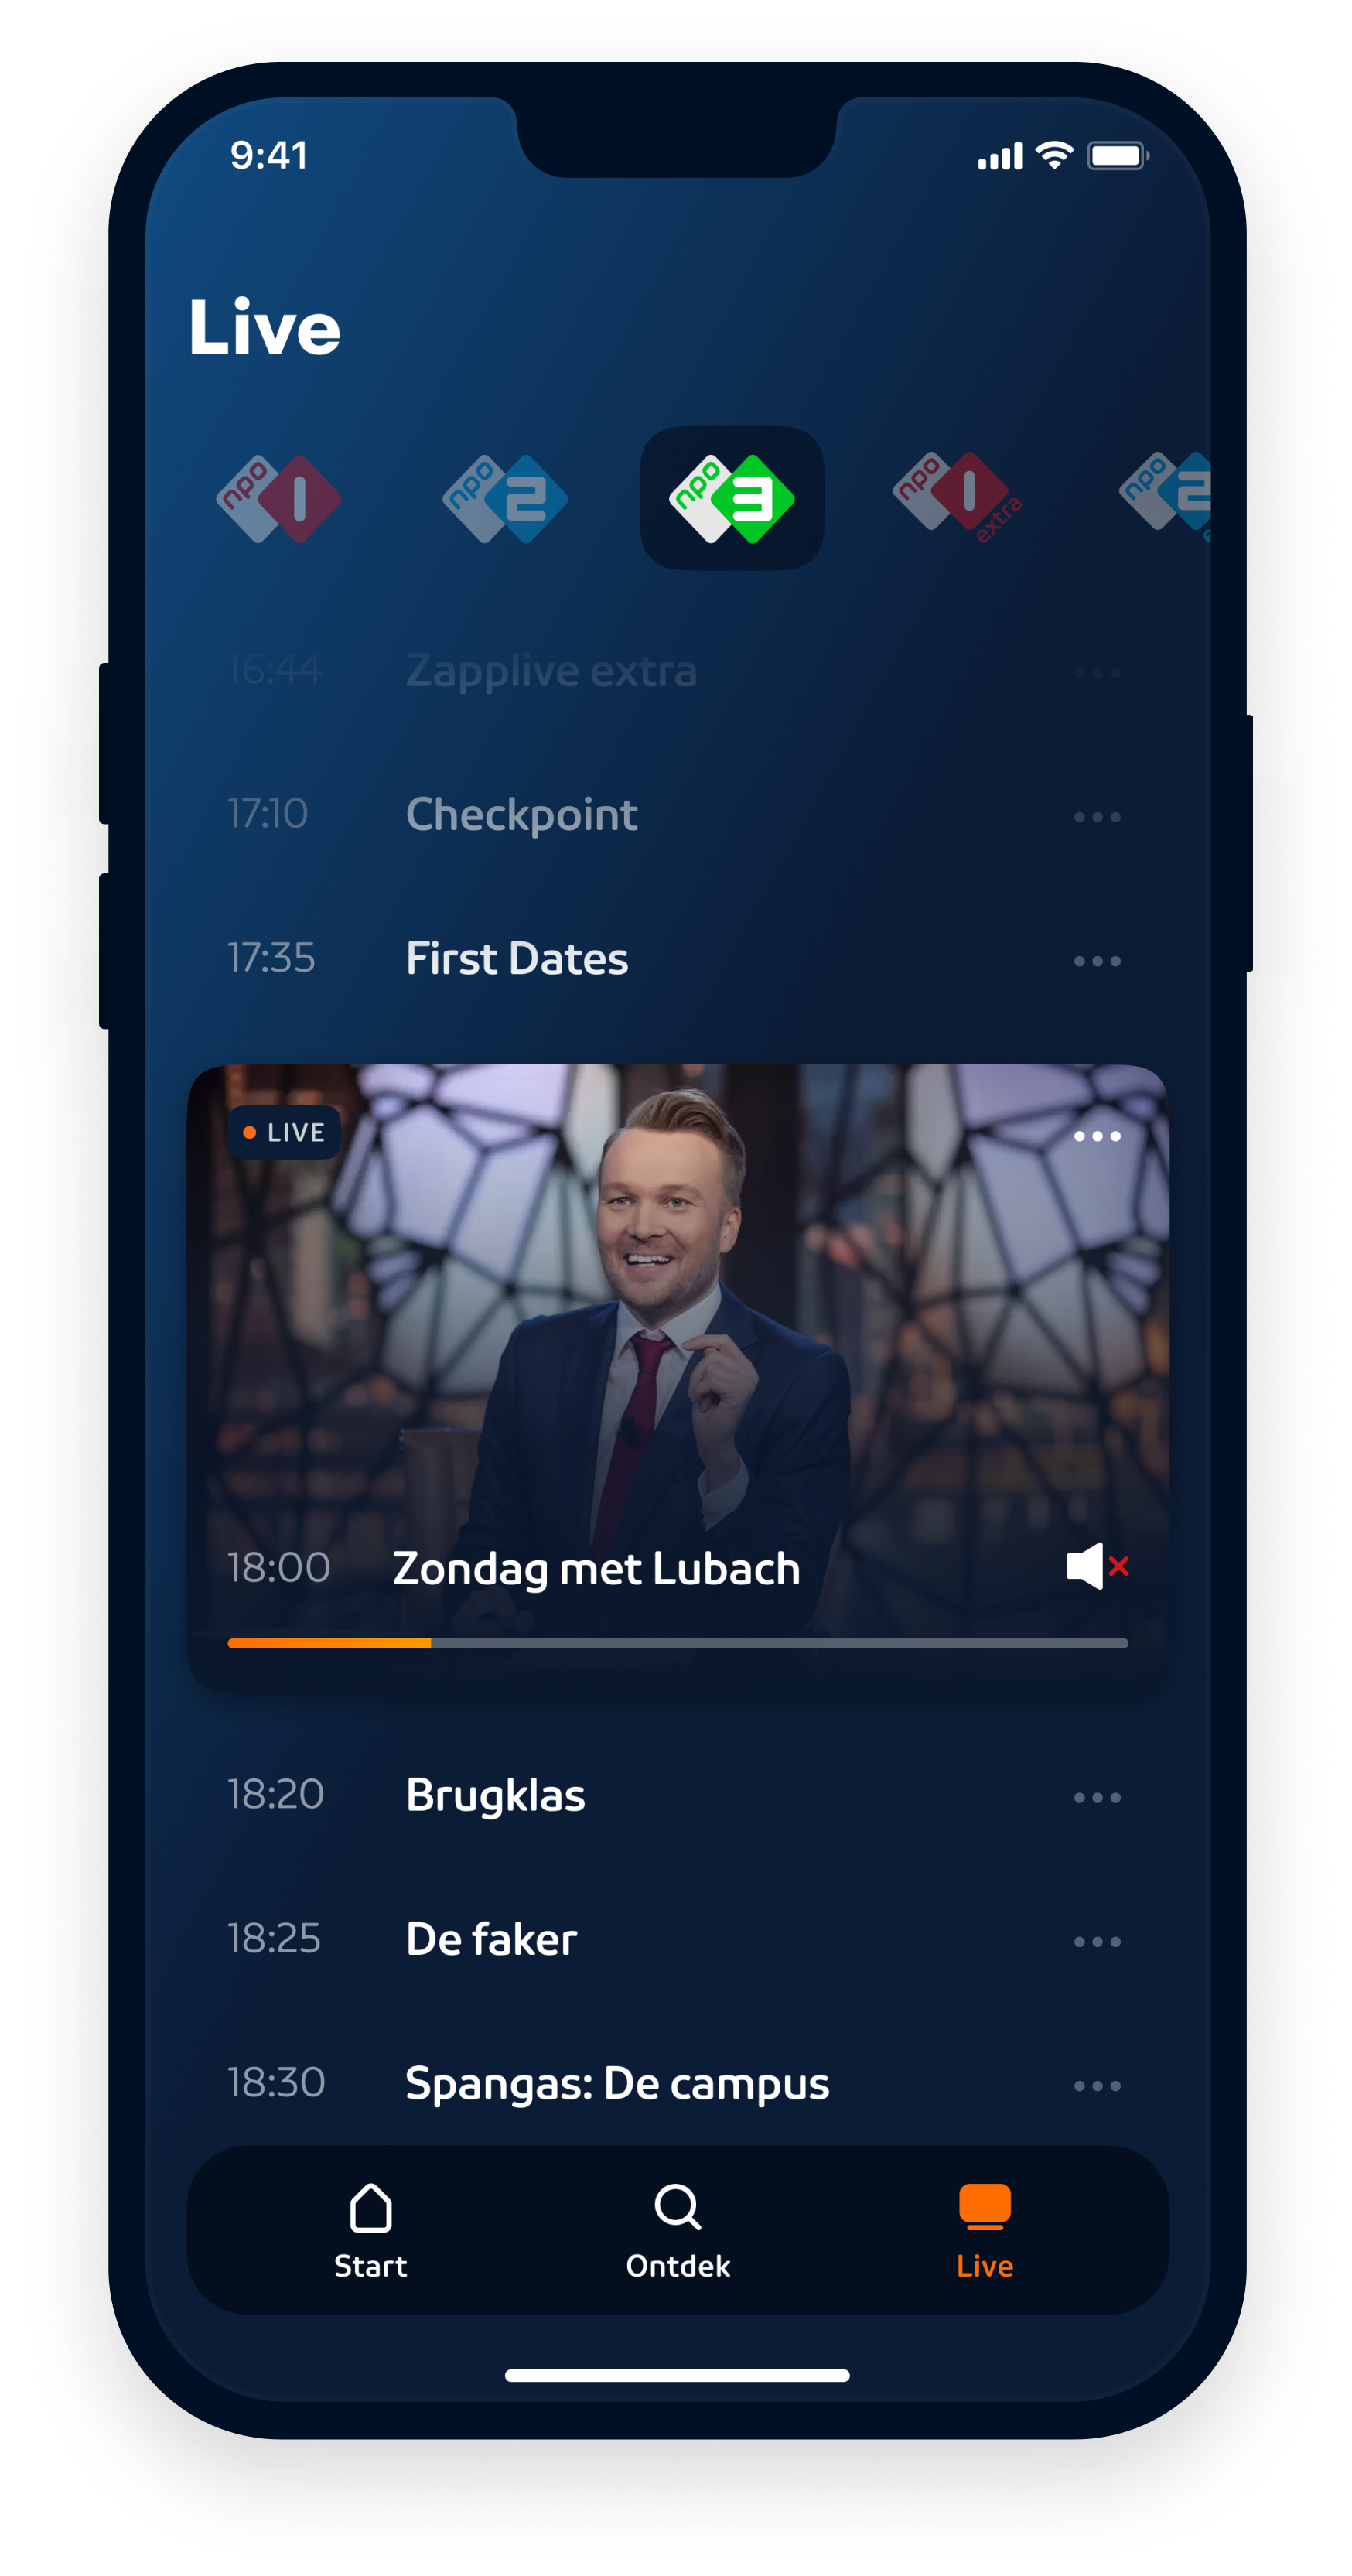 9:41
Live
npo 1
npo 2
npo 3
npo 1 extra
npo 2
16:44 Zapplive extra
17:10 Checkpoint
17:35 First Dates
LIVE
18:00 Zondag met Lubach
18:20 Brugklas
18:25 De faker
18:30 Spangas: De campus
Start Ontdek Live